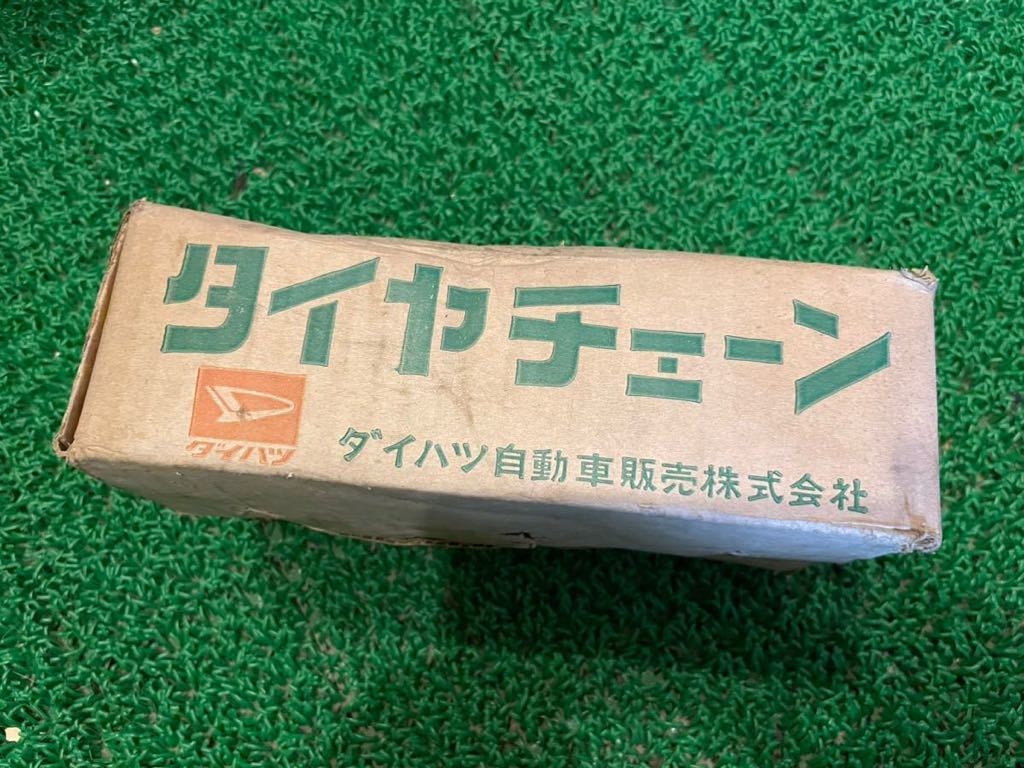 タイヤチェーン
ダイハツ
ダイハツ自動車販売株式会社